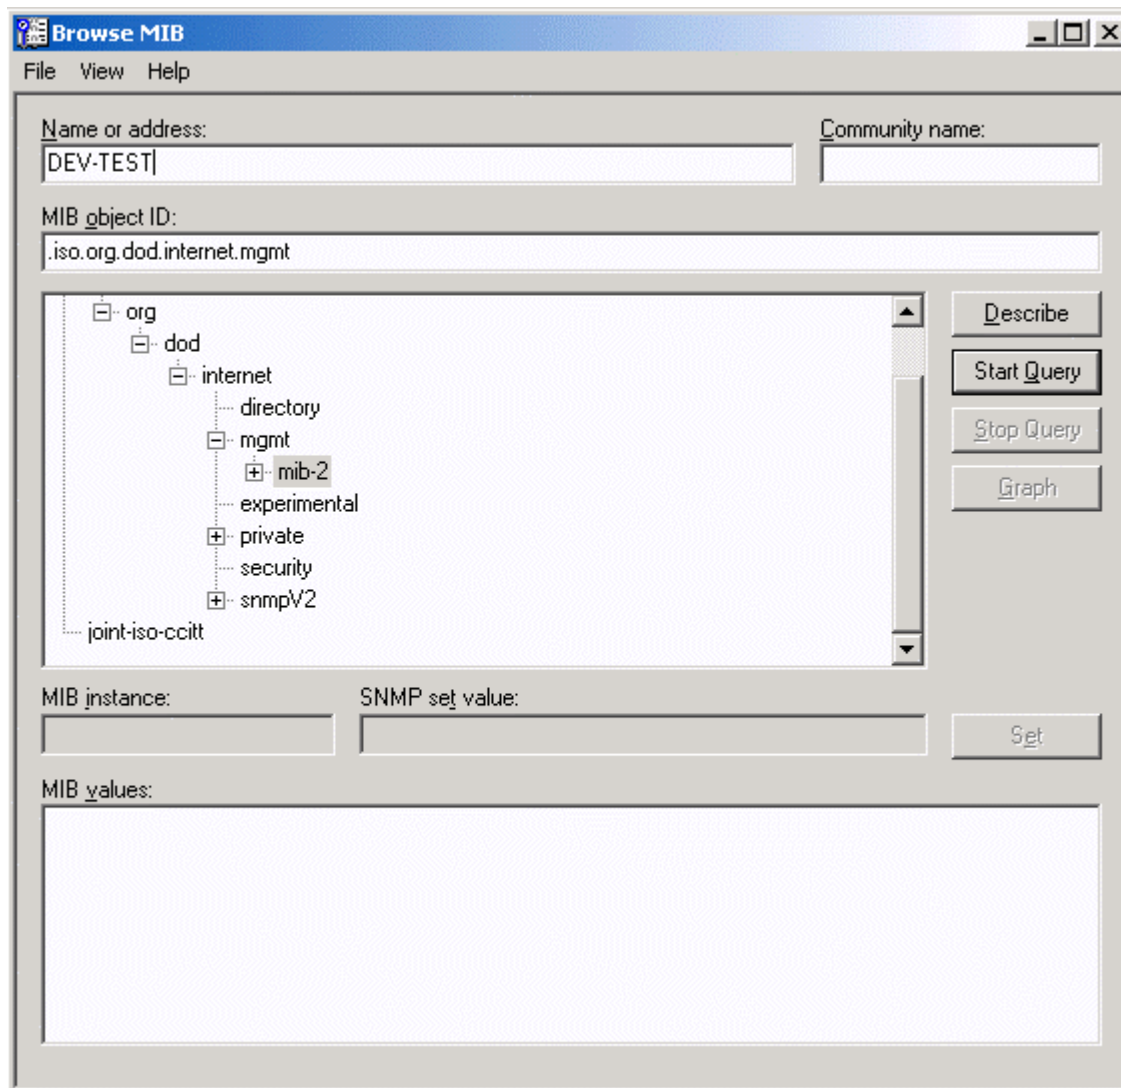 Browse MIB
File View Help
Name or address: Community name:
DEV-TEST
MIB object ID:
.iso.org.dod.internet.mgmt
org
dod
internet
directory
mgmt
mib-2
experimental
private
security
snmpV2
joint-iso-ccitt
Describe
Start Query
Stop Query
Graph
MIB instance: SNMP set value:
Set
MIB values: